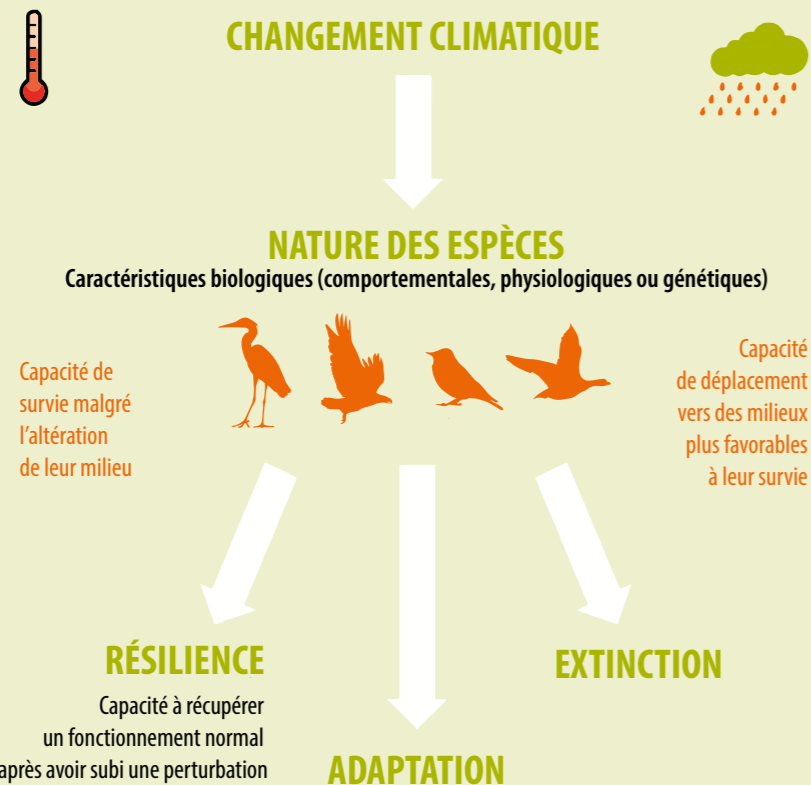 CHANGEMENT CLIMATIQUE
NATURE DES ESPÈCES
Caractéristiques biologiques (comportementales, physiologiques ou génétiques)
Capacité de
survie malgré
l'altération
de leur milieu
Capacité
de déplacement
vers des milieux
plus favorables
à leur survie
RÉSILIENCE
Capacité à récupérer
un fonctionnement normal
après avoir subi une perturbation
EXTINCTION
ADAPTATION